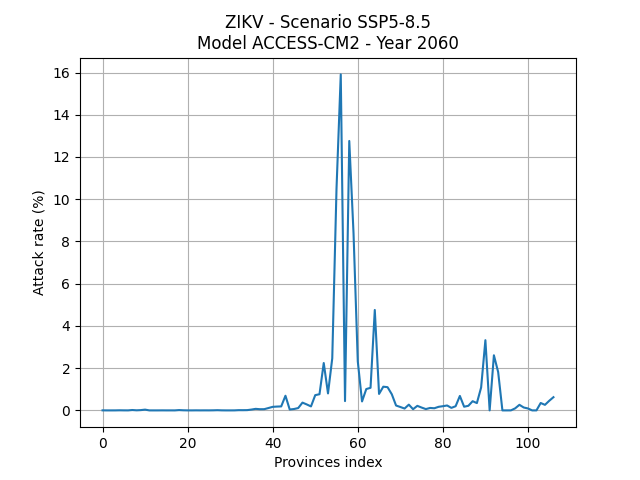 ZIKV - Scenario SSP5-8.5
Model ACCESS-CM2 - Year 2060
16
14
12
10
8
6
4
2
0
Attack rate (%)
0 20 40 60 80 100
Provinces index